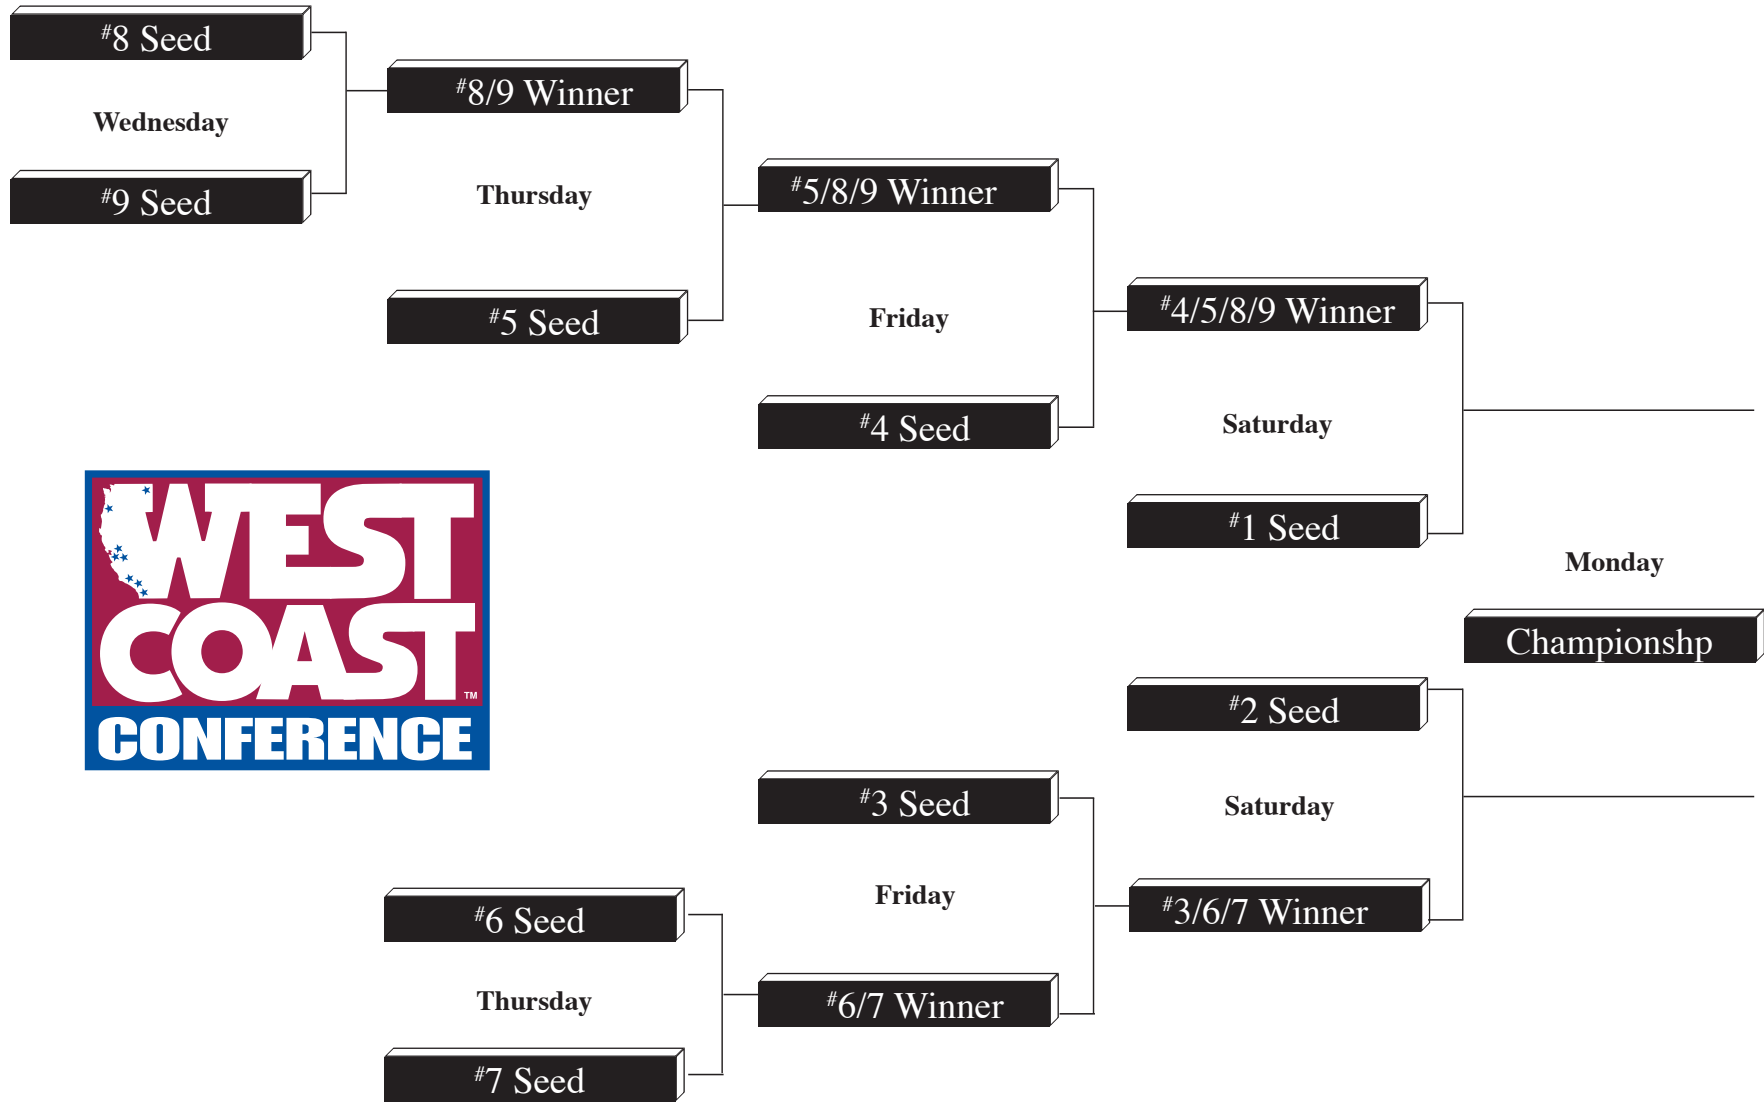 #8 Seed
Wednesday
#9 Seed
#8/9 Winner
Thursday
#5 Seed
#5/8/9 Winner
Friday
#4 Seed
#4/5/8/9 Winner
Saturday
#1 Seed
Monday
Championshp
#2 Seed
Saturday
#3/6/7 Winner
#3 Seed
Friday
#6/7 Winner
#6 Seed
Thursday
#7 Seed
WEST
COAST
TM
CONFERENCE